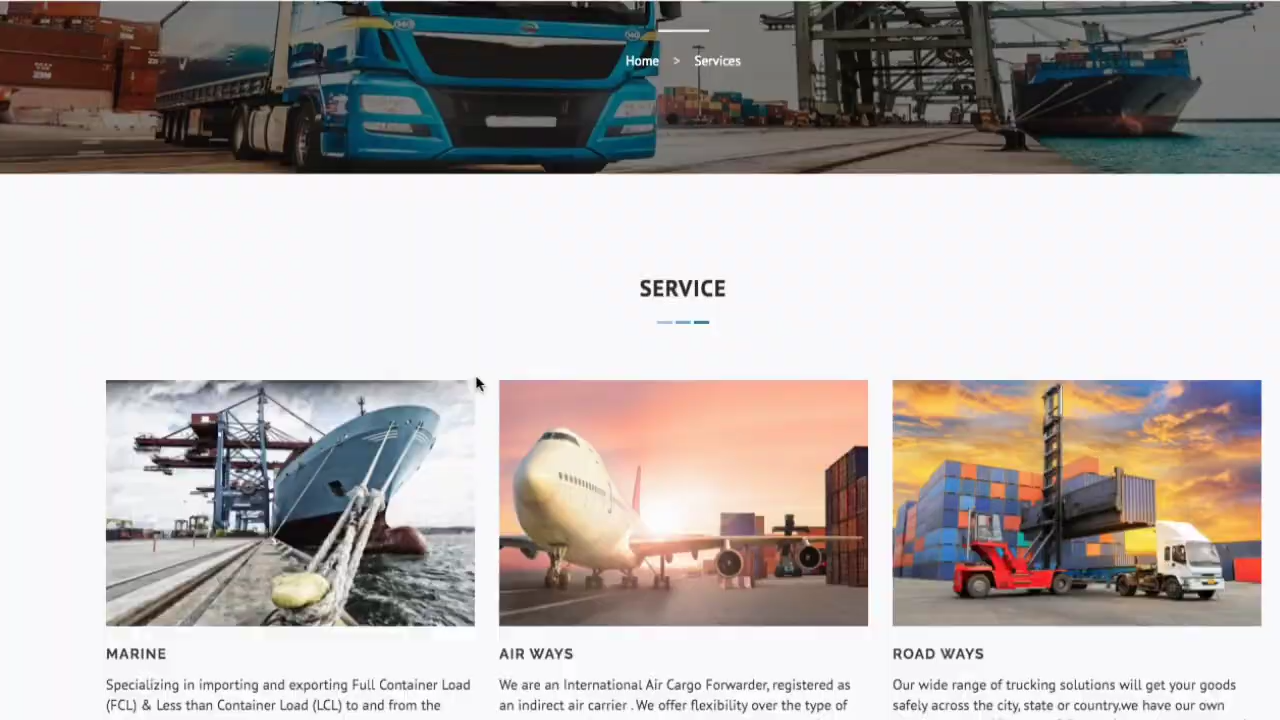 Home > Services
SERVICE
MARINE
Specializing in importing and exporting Full Container Load
(FCL) & Less than Container Load (LCL) to and from the
AIR WAYS
We are an International Air Cargo Forwarder, registered as
an indirect air carrier . We offer flexibility over the type of
ROAD WAYS
Our wide range of trucking solutions will get your goods
safely across the city, state or country.we have our own